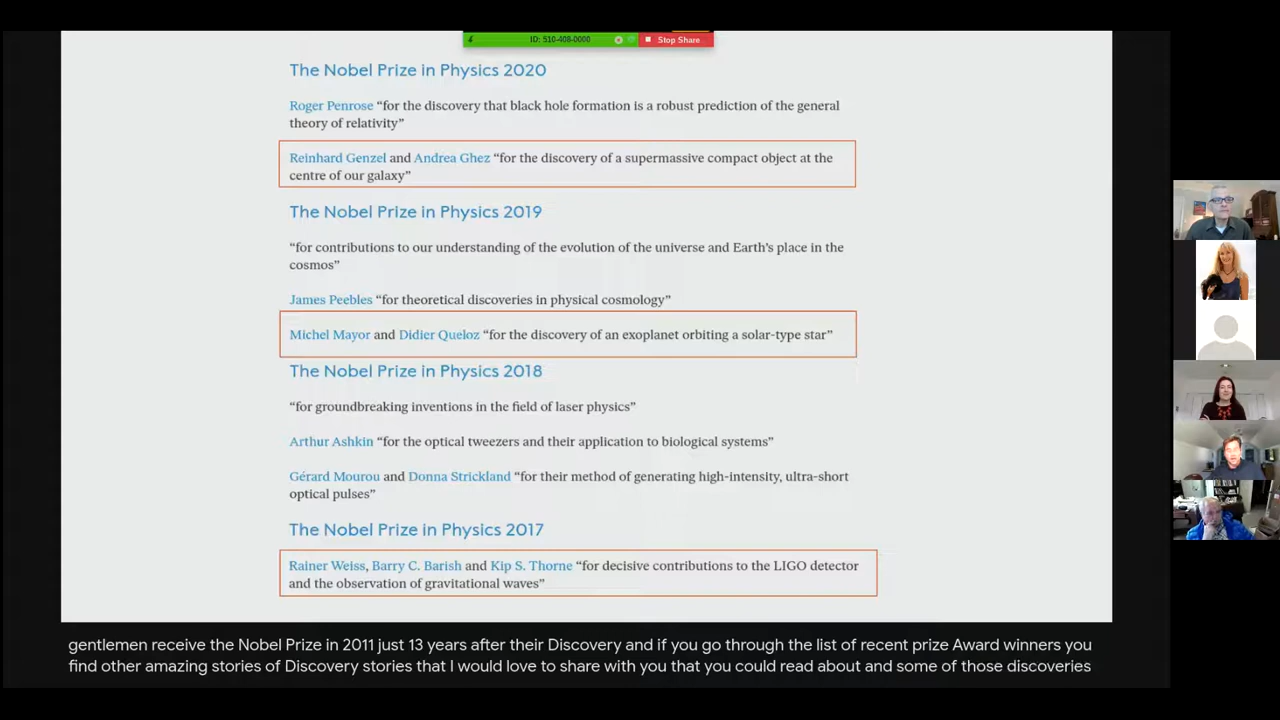 ID: 510-408-0000
Stop Share
The Nobel Prize in Physics 2020
Roger Penrose “for the discovery that black hole formation is a robust prediction of the general
theory of relativity”
Reinhard Genzel and Andrea Ghez “for the discovery of a supermassive compact object at the
centre of our galaxy”
The Nobel Prize in Physics 2019
“for contributions to our understanding of the evolution of the universe and Earth’s place in the
cosmos”
James Peebles “for theoretical discoveries in physical cosmology”
Michel Mayor and Didier Queloz “for the discovery of an exoplanet orbiting a solar-type star”
The Nobel Prize in Physics 2018
“for groundbreaking inventions in the field of laser physics”
Arthur Ashkin “for the optical tweezers and their application to biological systems”
Gérard Mourou and Donna Strickland “for their method of generating high-intensity, ultra-short
optical pulses”
The Nobel Prize in Physics 2017
Rainer Weiss, Barry C. Barish and Kip S. Thorne “for decisive contributions to the LIGO detector
and the observation of gravitational waves”
gentlemen receive the Nobel Prize in 2011 just 13 years after their Discovery and if you go through the list of recent prize Award winners you
find other amazing stories of Discovery stories that I would love to share with you that you could read about and some of those discoveries